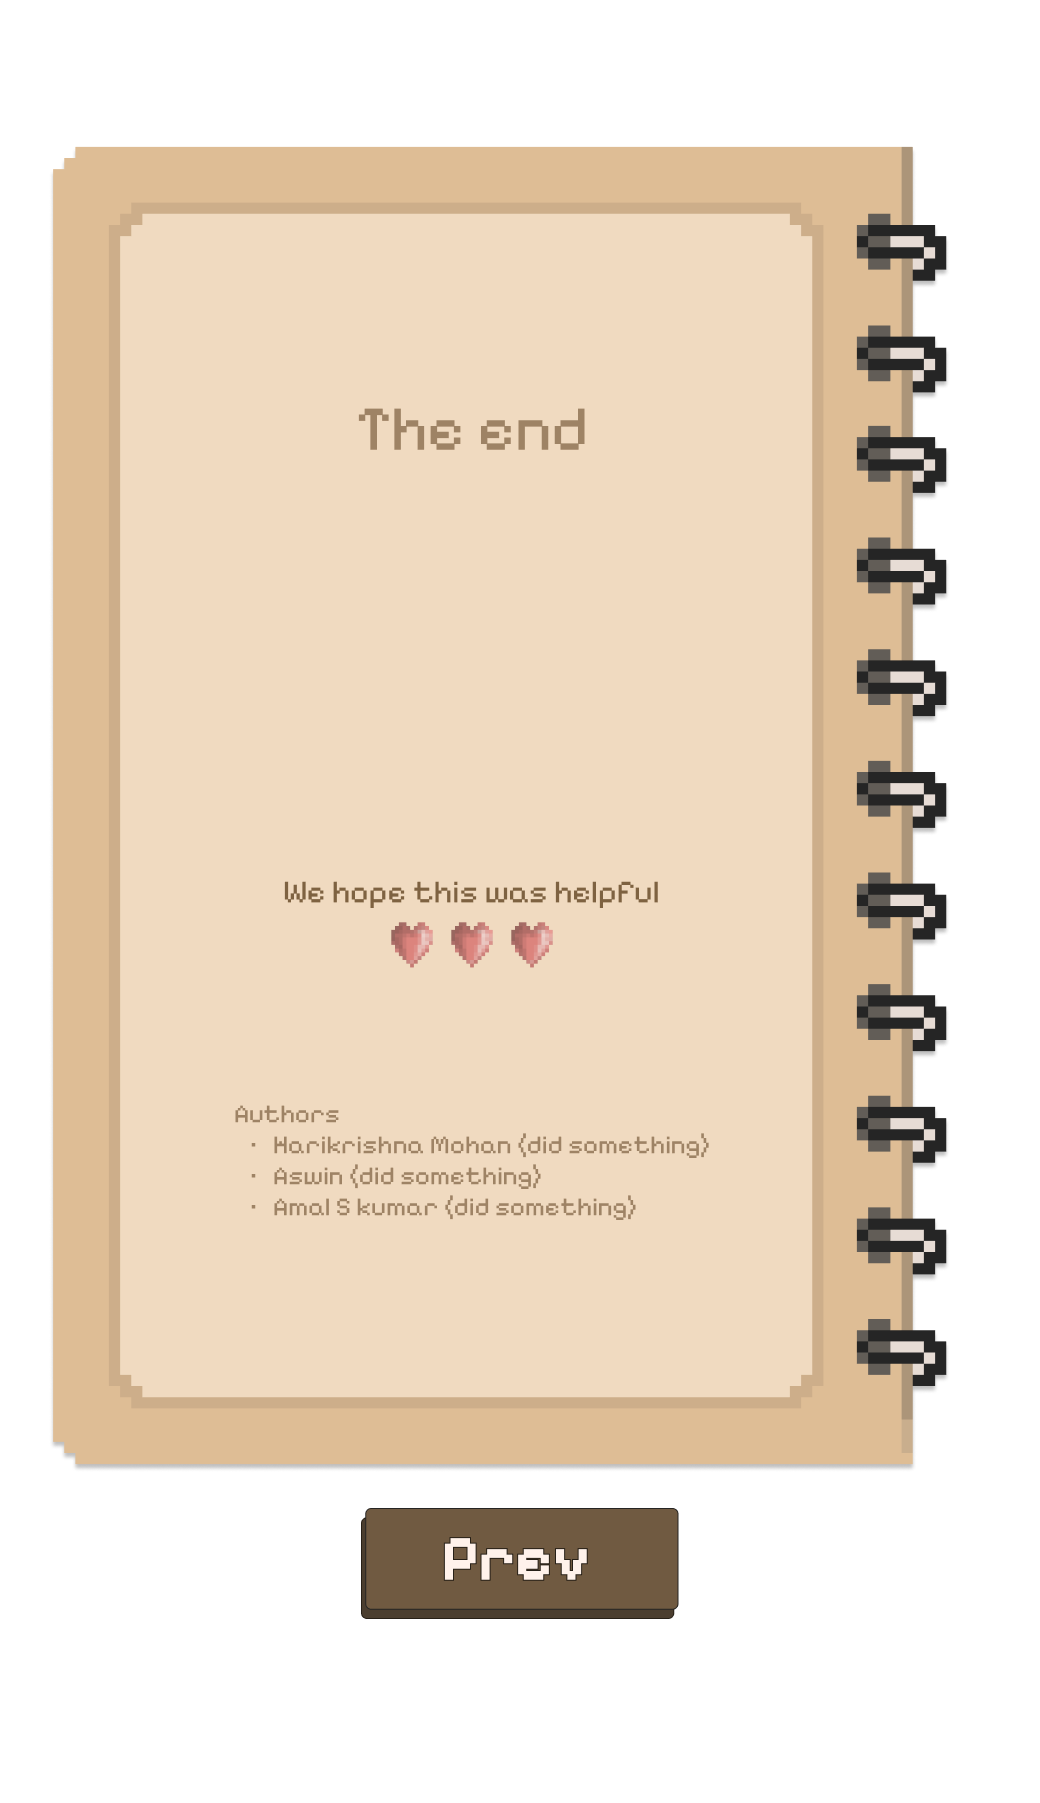 The end
We hope this was helpful
Authors
· Harikrishna Mohan (did something)
· Aswin (did something)
· Amal S kumar (did something)
Prev